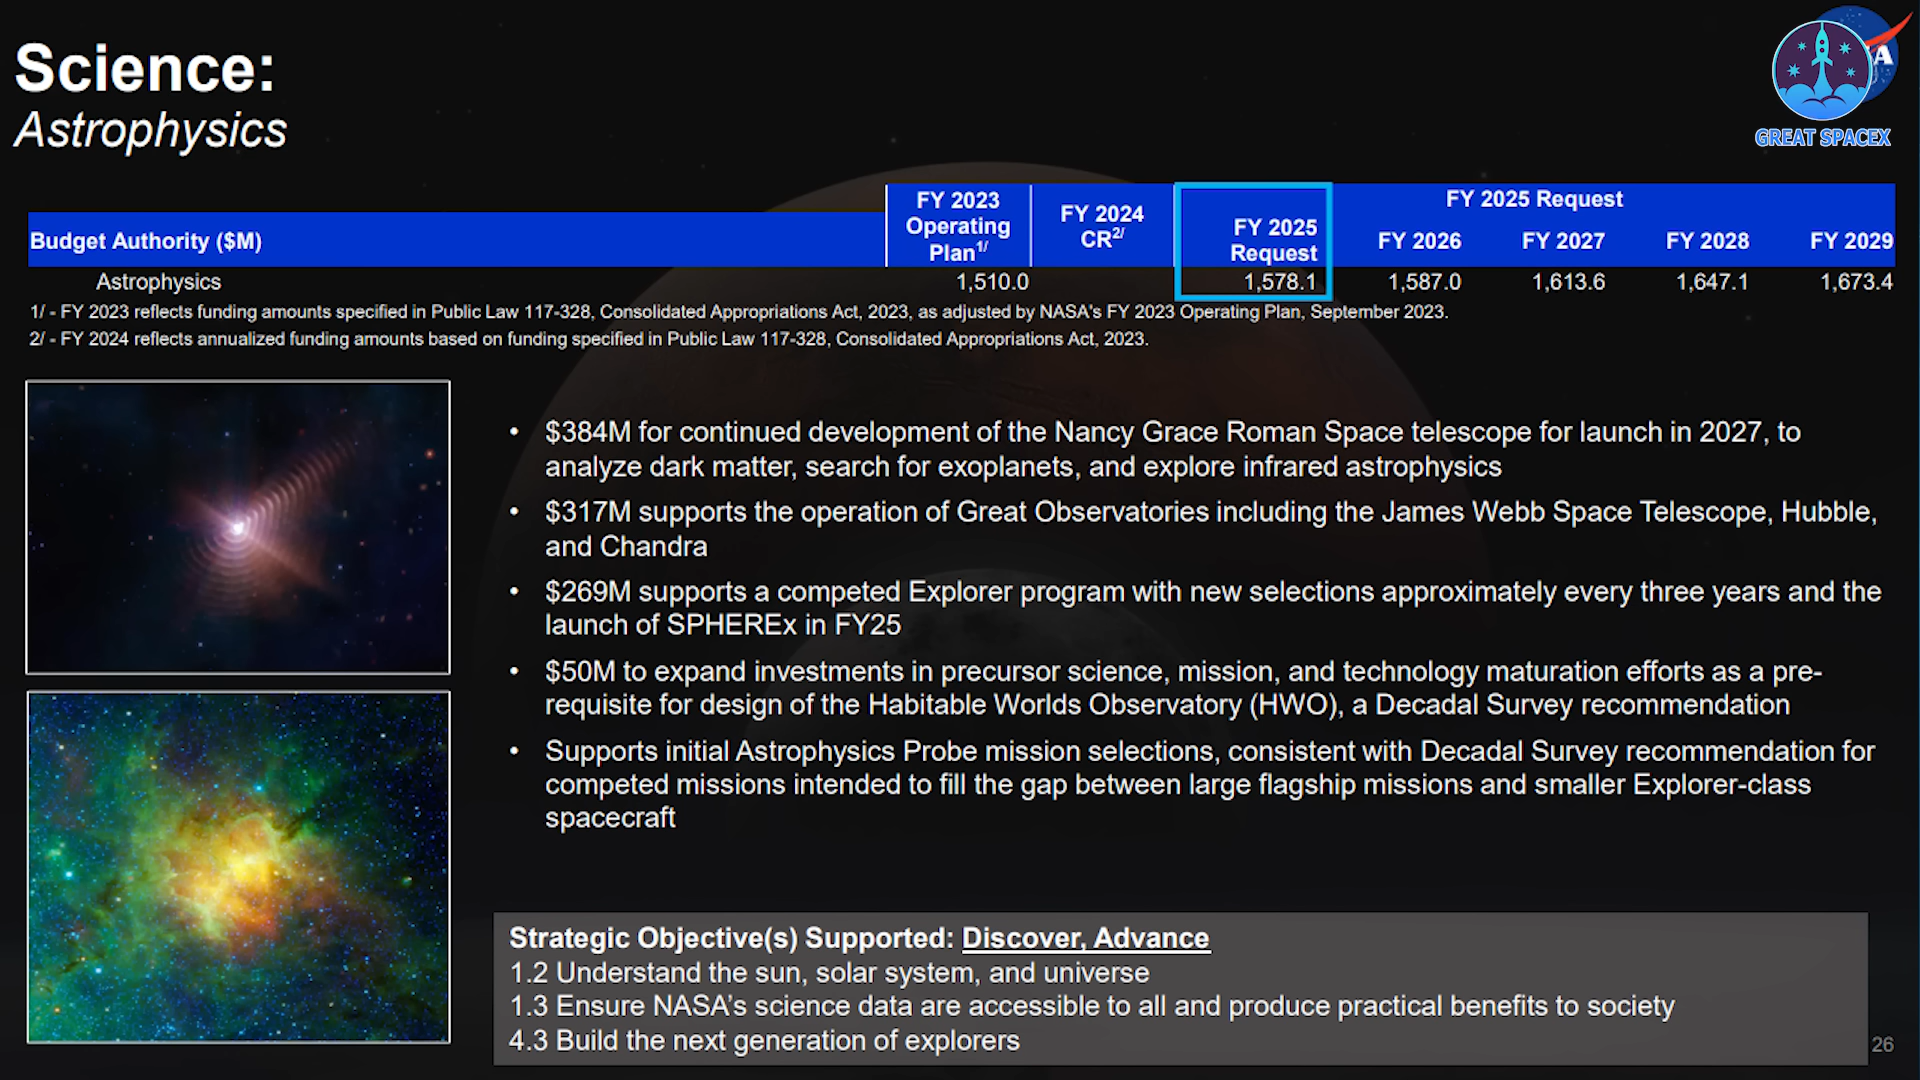 Science:
Astrophysics
A
GREAT SPACEX
FY 2023 Operating Plan1/
FY 2024 CR2/
FY 2025 Request
FY 2025 Request
Budget Authority ($M)
FY 2026 FY 2027 FY 2028 FY 2029
Astrophysics 1,510.0 1,578.1 1,587.0 1,613.6 1,647.1 1,673.4
1/ - FY 2023 reflects funding amounts specified in Public Law 117-328, Consolidated Appropriations Act, 2023, as adjusted by NASA's FY 2023 Operating Plan, September 2023.
2/ - FY 2024 reflects annualized funding amounts based on funding specified in Public Law 117-328, Consolidated Appropriations Act, 2023.
• $384M for continued development of the Nancy Grace Roman Space telescope for launch in 2027, to
analyze dark matter, search for exoplanets, and explore infrared astrophysics
• $317M supports the operation of Great Observatories including the James Webb Space Telescope, Hubble,
and Chandra
• $269M supports a competed Explorer program with new selections approximately every three years and the
launch of SPHEREx in FY25
• $50M to expand investments in precursor science, mission, and technology maturation efforts as a pre-
requisite for design of the Habitable Worlds Observatory (HWO), a Decadal Survey recommendation
• Supports initial Astrophysics Probe mission selections, consistent with Decadal Survey recommendation for
competed missions intended to fill the gap between large flagship missions and smaller Explorer-class
spacecraft
Strategic Objective(s) Supported: Discover, Advance
1.2 Understand the sun, solar system, and universe
1.3 Ensure NASA’s science data are accessible to all and produce practical benefits to society
4.3 Build the next generation of explorers
26